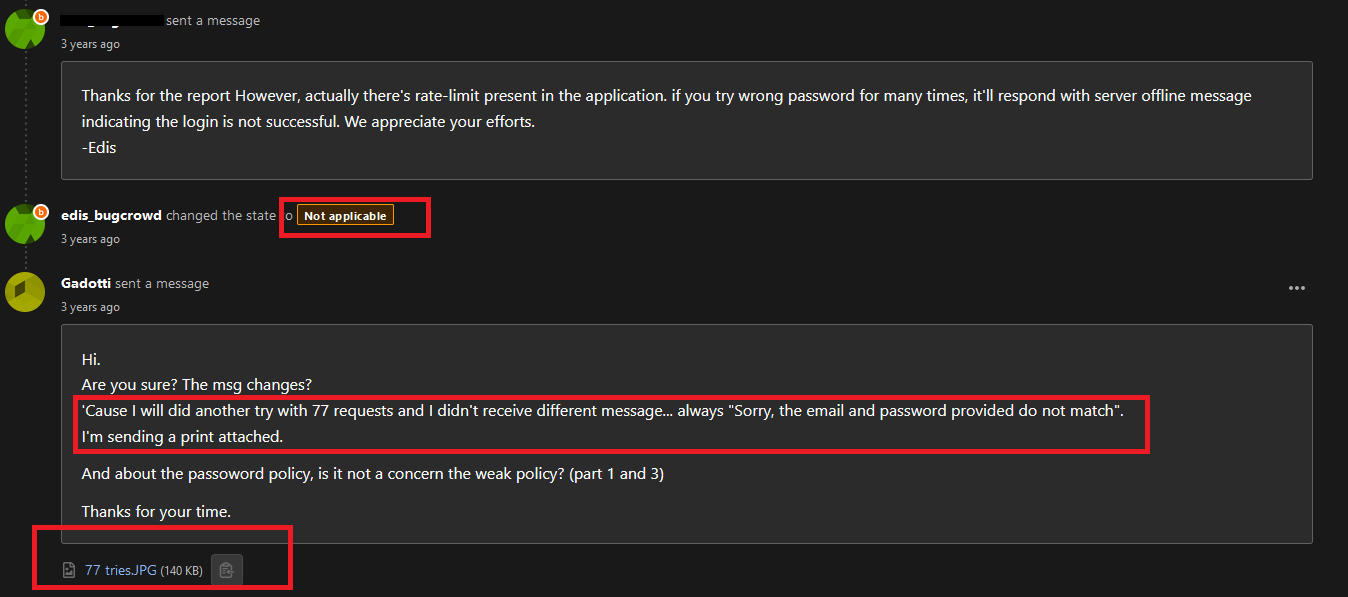 sent a message
3 years ago
Thanks for the report However, actually there's rate-limit present in the application. if you try wrong password for many times, it'll respond with server offline message
indicating the login is not successful. We appreciate your efforts.
-Edis
edis_bugcrowd changed the state o Not applicable
3 years ago
Gadotti sent a message
3 years ago
Hi.
Are you sure? The msg changes?
'Cause I will did another try with 77 requests and I didn't receive different message... always "Sorry, the email and password provided do not match".
I'm sending a print attached.
And about the passoword policy, is it not a concern the weak policy? (part 1 and 3)
Thanks for your time.
77 tries.JPG (140 KB)